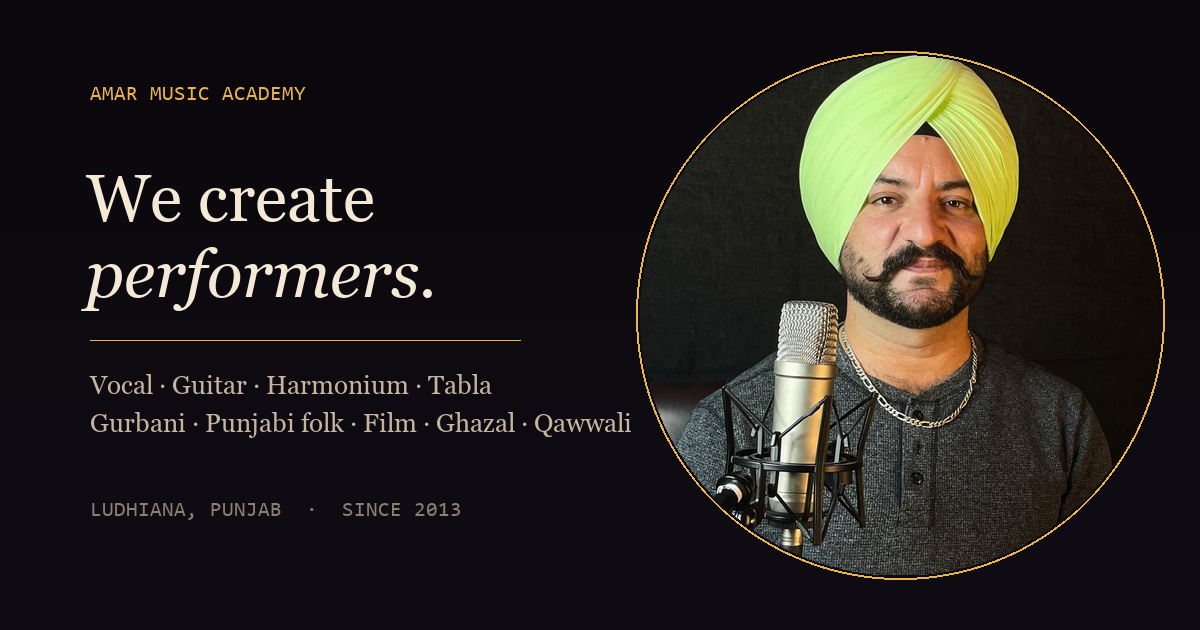 AMAR MUSIC ACADEMY
We create
performers.
Vocal · Guitar · Harmonium · Tabla
Gurbani · Punjabi folk · Film · Ghazal · Qawwali
LUDHIANA, PUNJAB · SINCE 2013